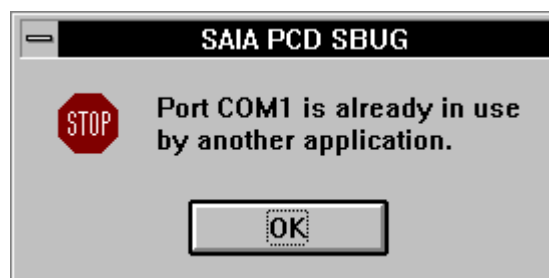 SAIA PCD SBUG
STOP
Port COM1 is already in use
by another application.
OK